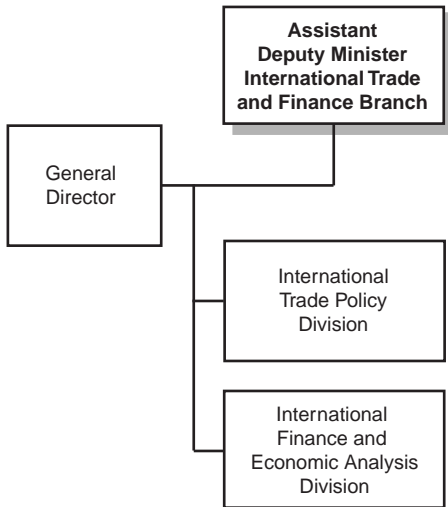 Assistant
Deputy Minister
International Trade
and Finance Branch
General
Director
International
Trade Policy
Division
International
Finance and
Economic Analysis
Division